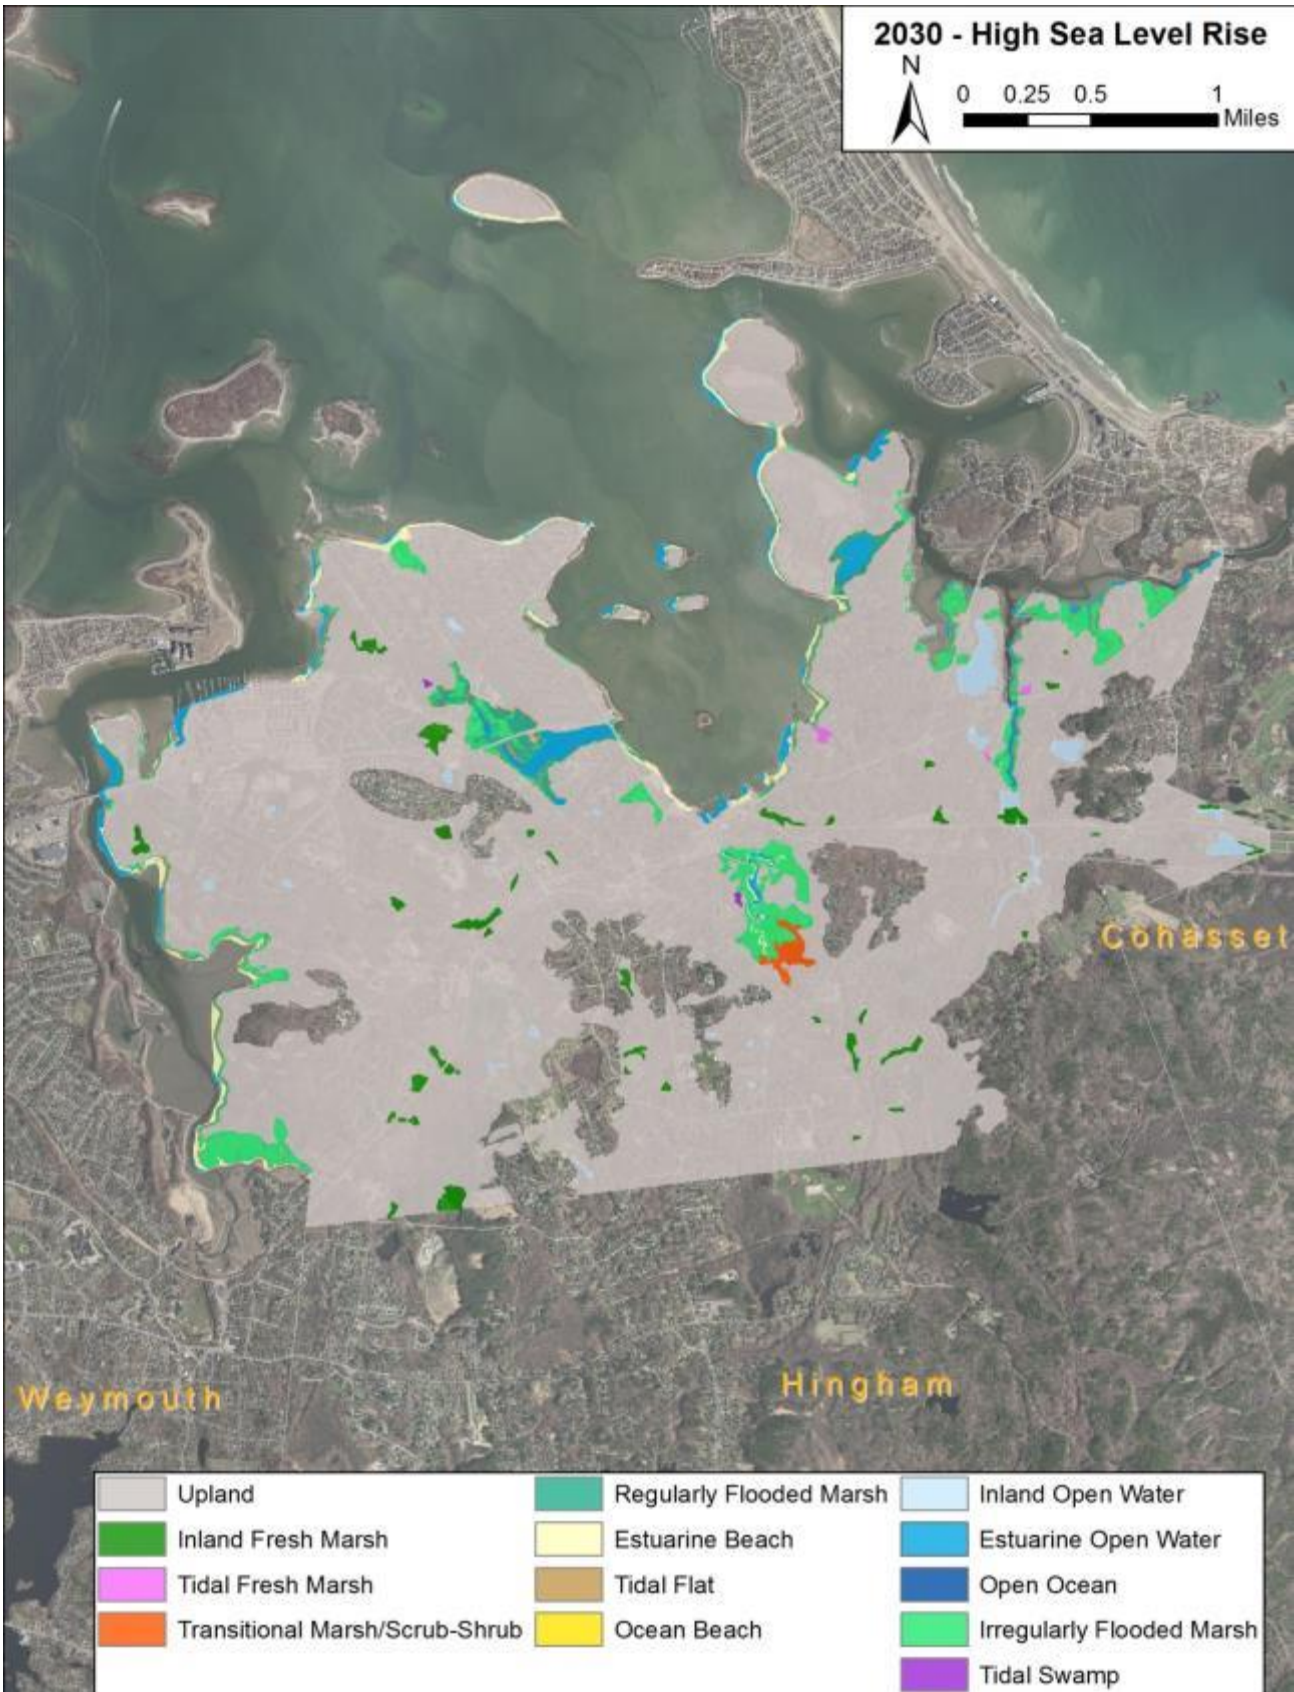 2030 - High Sea Level Rise
N
0 0.25 0.5 1
Miles
Cohasset
Weymouth
Hingham
Upland
Inland Fresh Marsh
Tidal Fresh Marsh
Transitional Marsh/Scrub-Shrub
Regularly Flooded Marsh
Estuarine Beach
Tidal Flat
Ocean Beach
Inland Open Water
Estuarine Open Water
Open Ocean
Irregularly Flooded Marsh
Tidal Swamp